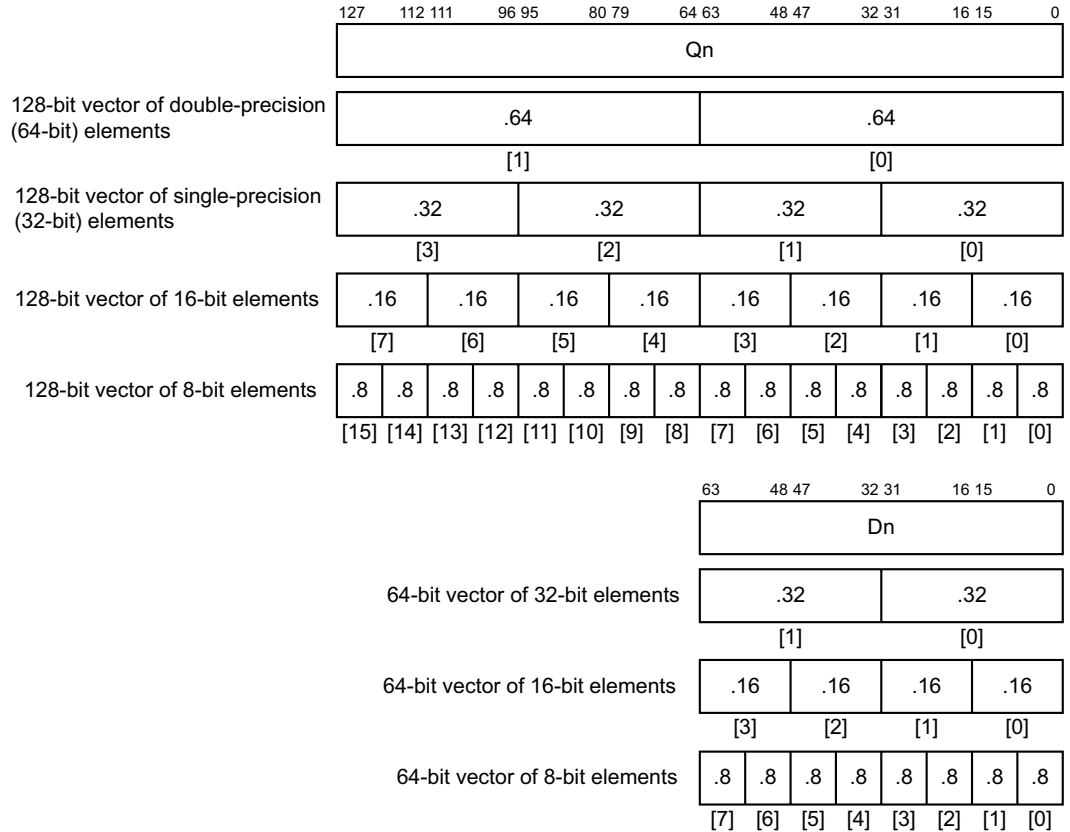 127 112 111 96 95 80 79 64 63 48 47 32 31 16 15 0
Qn
128-bit vector of double-precision
(64-bit) elements
.64 .64
[1] [0]
128-bit vector of single-precision
(32-bit) elements
.32 .32 .32 .32
[3] [2] [1] [0]
128-bit vector of 16-bit elements .16 .16 .16 .16 .16 .16 .16 .16
[7] [6] [5] [4] [3] [2] [1] [0]
128-bit vector of 8-bit elements .8 .8 .8 .8 .8 .8 .8 .8 .8 .8 .8 .8 .8 .8 .8 .8
[15] [14] [13] [12] [11] [10] [9] [8] [7] [6] [5] [4] [3] [2] [1] [0]
63 48 47 32 31 16 15 0
Dn
64-bit vector of 32-bit elements .32 .32
[1] [0]
64-bit vector of 16-bit elements .16 .16 .16 .16
[3] [2] [1] [0]
64-bit vector of 8-bit elements .8 .8 .8 .8 .8 .8 .8 .8
[7] [6] [5] [4] [3] [2] [1] [0]